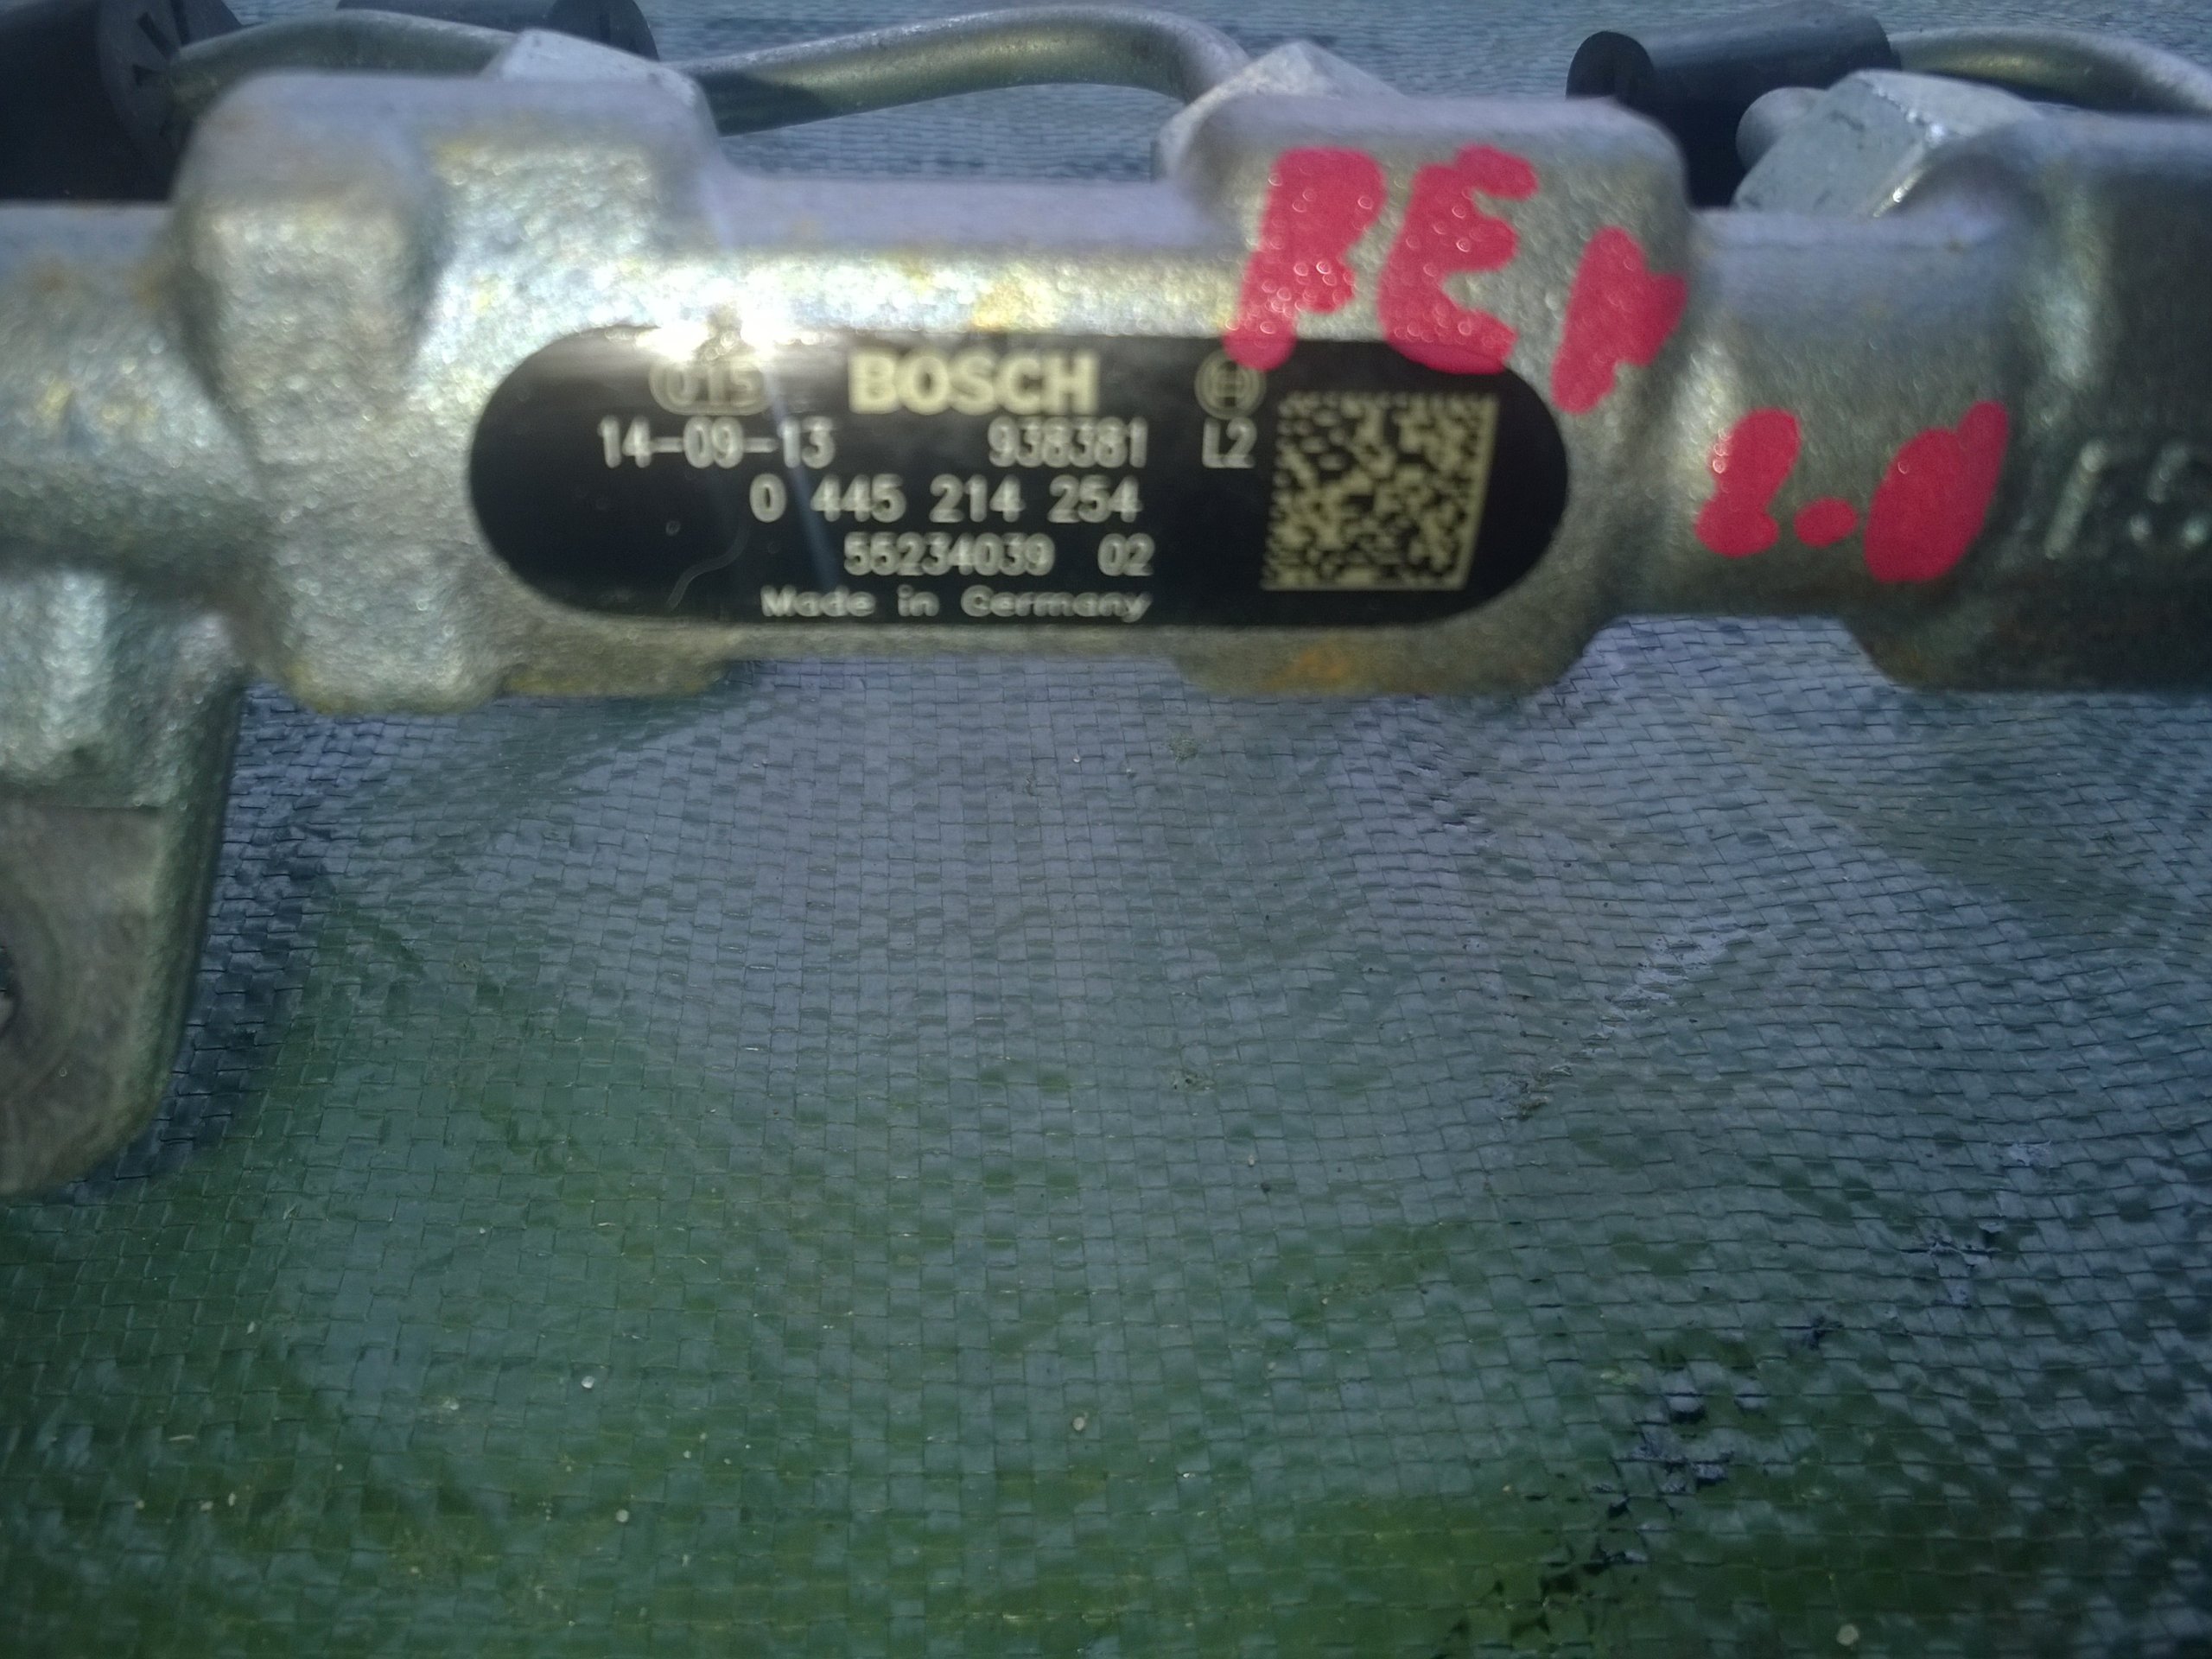 015 BOSCH
14-09-13 938381 L2
0 445 214 254
55234039 02
Made in Germany